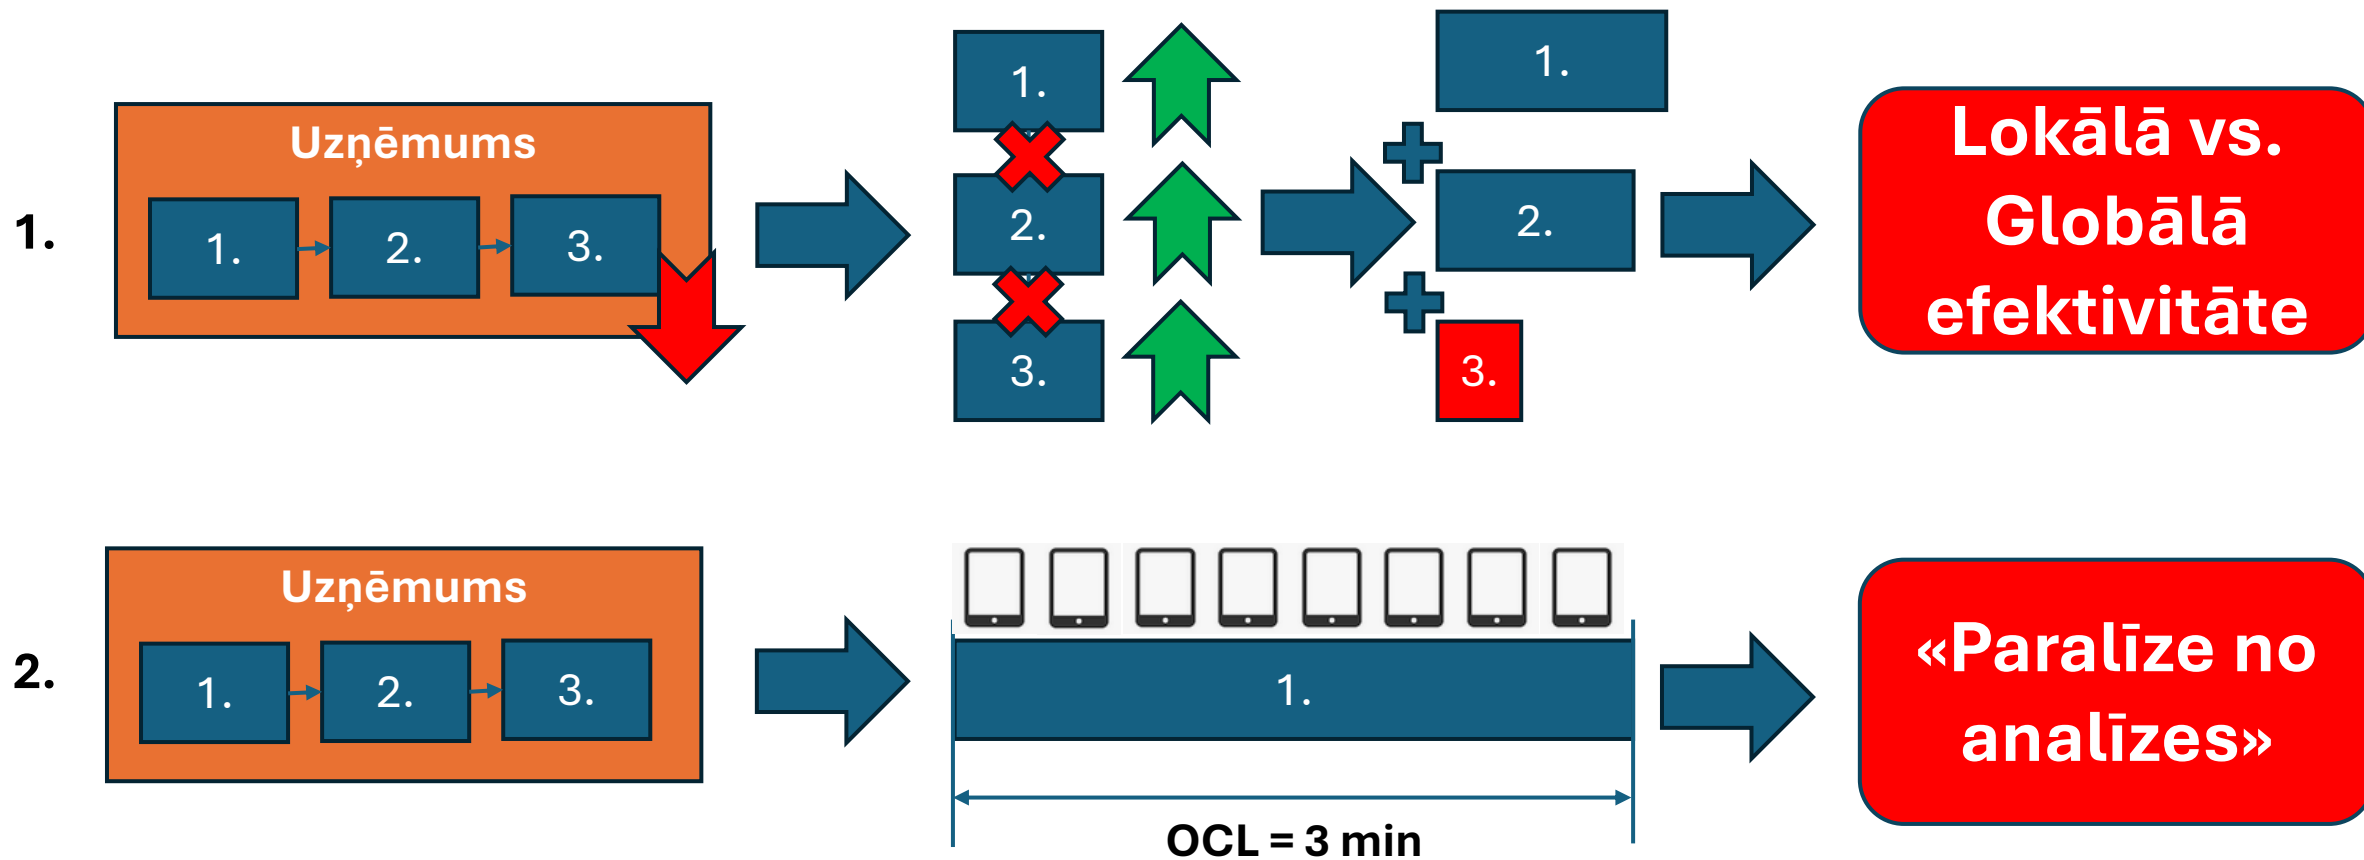 1.
Uzņēmums
1.
2.
3.
1.
2.
3.
1.
2.
3.
Lokālā vs.
Globālā
efektivitāte
2.
Uzņēmums
1.
2.
3.
1.
OCL = 3 min
«Paralīze no
analīzes»